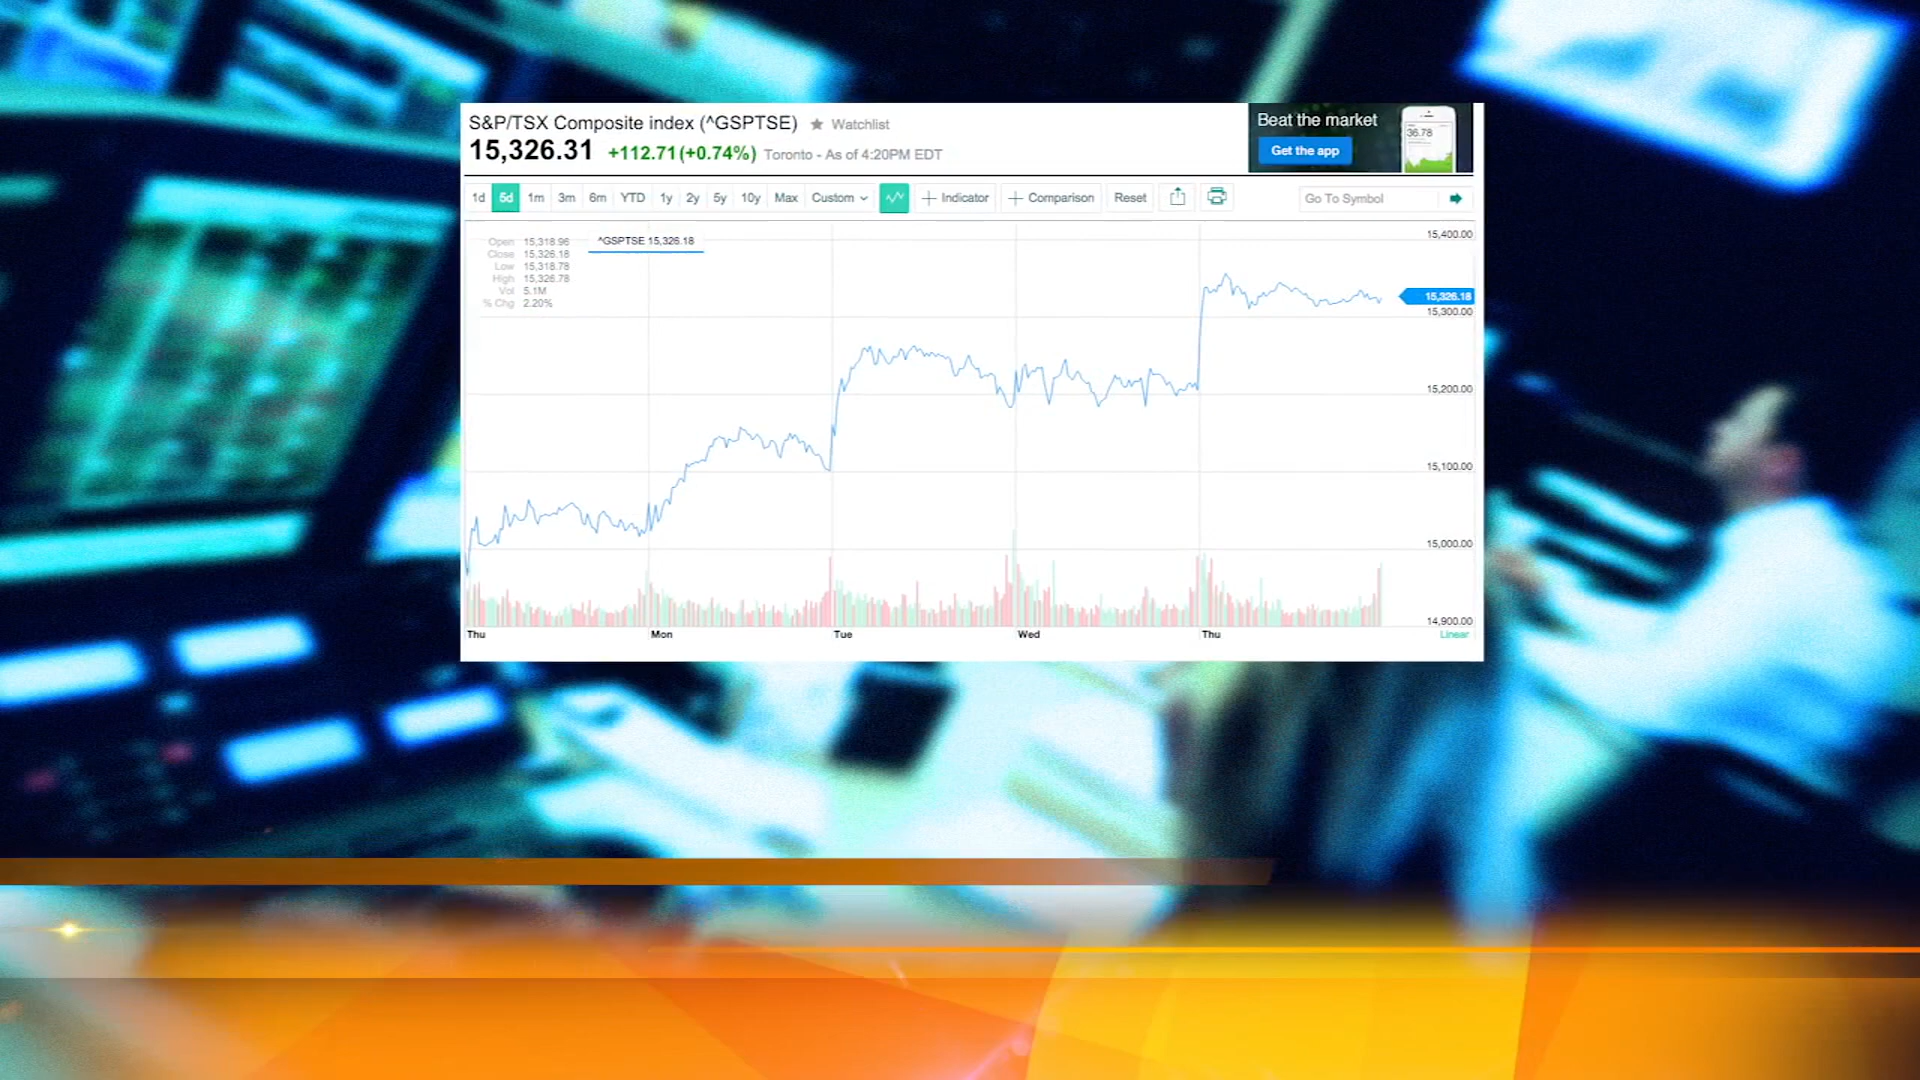 S&P/TSX Composite index (^GSPTSE) ★ Watchlist
15,326.31 +112.71 (+0.74%) Toronto - As of 4:20PM EDT
Beat the market
Get the app
36.78
1d 5d 1m 3m 6m YTD 1y 2y 5y 10y Max Custom Indicator Comparison Reset Go To Symbol
Open 15,318.96
Close 15,326.18
Low 15,318.78
High 15,326.78
Vol 5.1M
% Chg 2.20%
^GSPTSE 15,326.18
15,400.00
15,326.18
15,300.00
15,200.00
15,100.00
15,000.00
14,900.00
Thu Mon Tue Wed Thu Linear